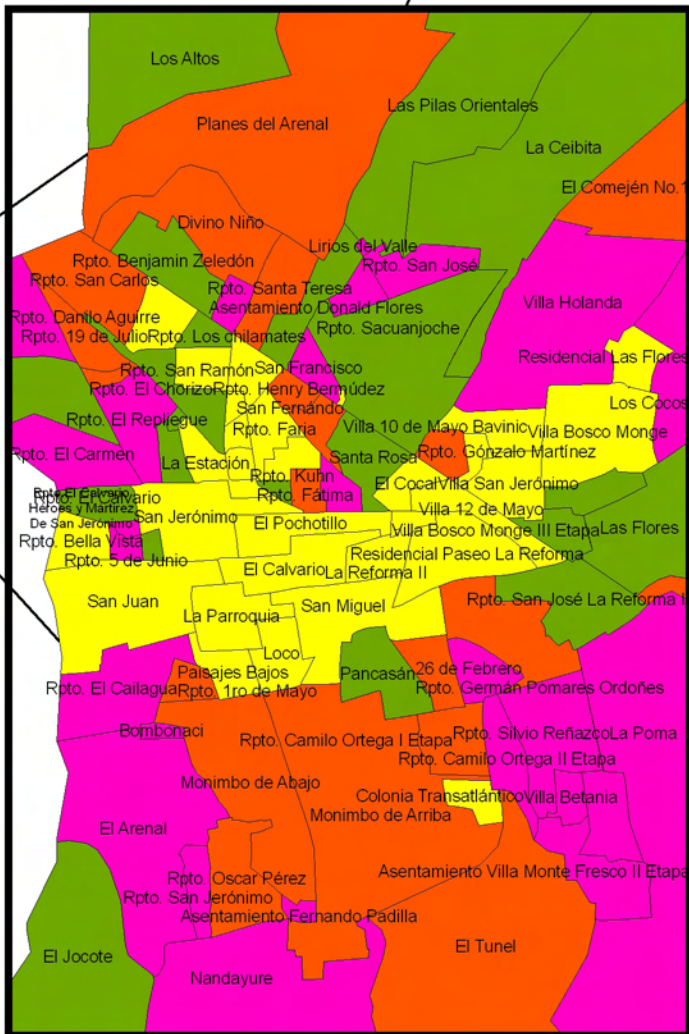 Los Altos
Las Pilas Orientales
Planes del Arenal
La Ceibita
El Comején No.1
Divino Niño
Lirios del Valle
Rpto. Benjamin Zeledón
Rpto. San José
Rpto. San Carlos
Rpto. Santa Teresa
Villa Holanda
Asentamiento Donald Flores
Rpto. Danilo Aguirre
Rpto. Sacuanjoche
Rpto. 19 de Julio
Rpto. Los chilamates
Residencial Las Flores
Rpto. San Ramón
San Francisco
Rpto. El Chorizo
Rpto. Henry Bermúdez
Los Cocos
San Fernándo
Rpto. El Repliegue
Rpto. Faria
Villa 10 de Mayo
Bavinic
Villa Bosco Monge
Rpto. El Carmen
La Estación
Santa Rosa
Rpto. Gónzalo Martínez
Rpto. Kuhn
El Cocal
Villa San Jerónimo
Rpto. Fátima
Rpto. El Calvario
Rpto. El Calvario
Heroes y Martirez
De San Jerónimo
San Jerónimo
El Pochotillo
Villa 12 de Mayo
Villa Bosco Monge III Etapa
Las Flores
Rpto. Bella Vista
Rpto. 5 de Junio
Residencial Paseo La Reforma
El Calvario
La Reforma II
San Juan
San Miguel
Rpto. San José La Reforma I
La Parroquia
Loco
Paisajes Bajos
Pancasán
26 de Febrero
Rpto. El Cailagua
Rpto. 1ro de Mayo
Rpto. Germán Pomares Ordoñes
Bombonaci
Rpto. Camilo Ortega I Etapa
Rpto. Silvio Reñazco
La Poma
Rpto. Camilo Ortega II Etapa
Monimbo de Abajo
Colonia Transatlántico
Villa Betania
El Arenal
Monimbo de Arriba
Rpto. Oscar Pérez
Asentamiento Villa Monte Fresco II Etapa
Rpto. San Jerónimo
Asentamiento Fernando Padilla
El Jocote
El Tunel
Nandayure